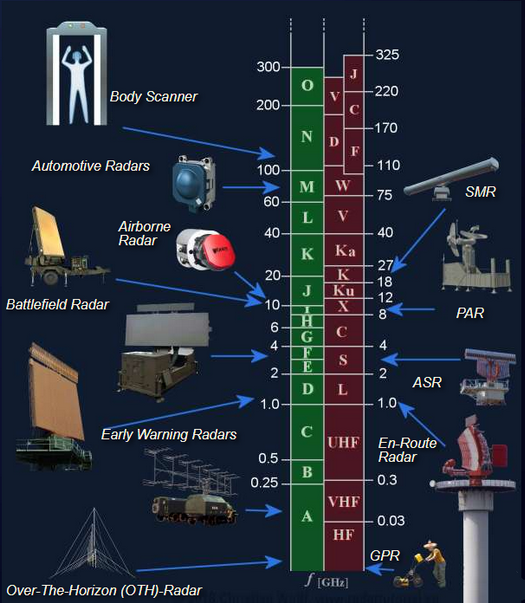 325
300
J
O
V
220
200
C
Body Scanner
N
170
D
F
110
100
Automotive Radars
M
W
75
SMR
60
L
V
Airborne
Radar
40
40
K
Ka
27
20
K
18
J
Ku
12
Battlefield Radar
10
I
X
8
PAR
H
6
G
C
4
4
F
S
E
2
2
ASR
D
L
1.0
1.0
Early Warning Radars
C
UHF
En-Route
Radar
0.5
B
0.3
0.25
VHF
A
0.03
HF
GPR
Over-The-Horizon (OTH)-Radar
f [GHz]